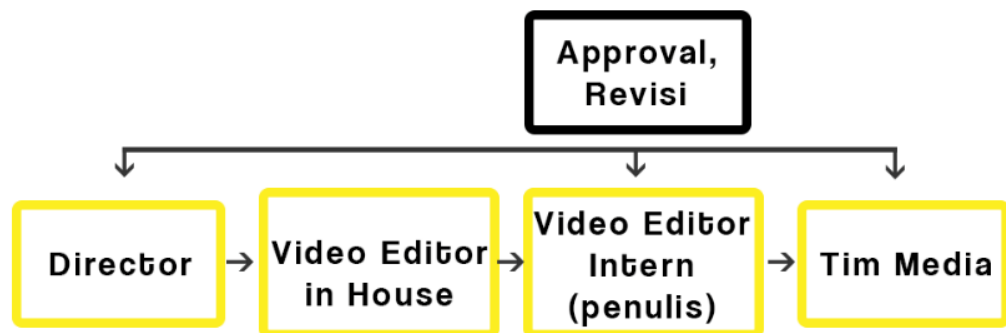 Approval,
Revisi
Director
Video Editor
in House
Video Editor
Intern
(penulis)
Tim Media